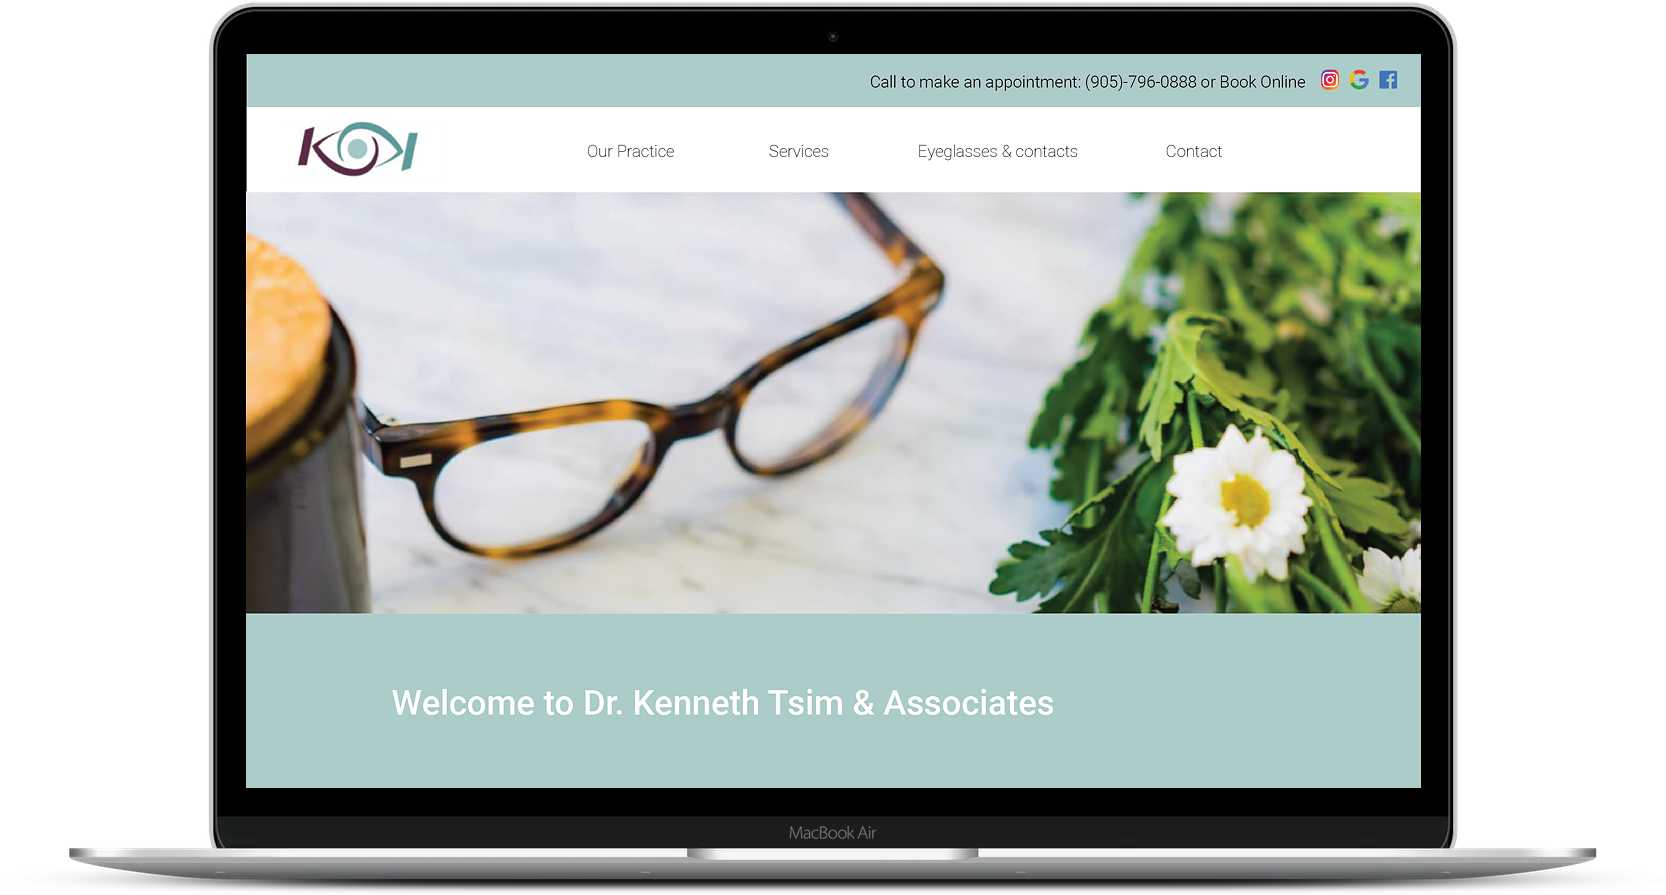 Call to make an appointment: (905)-796-0888 or Book Online
Our Practice Services Eyeglasses & contacts Contact
Welcome to Dr. Kenneth Tsim & Associates
MacBook Air